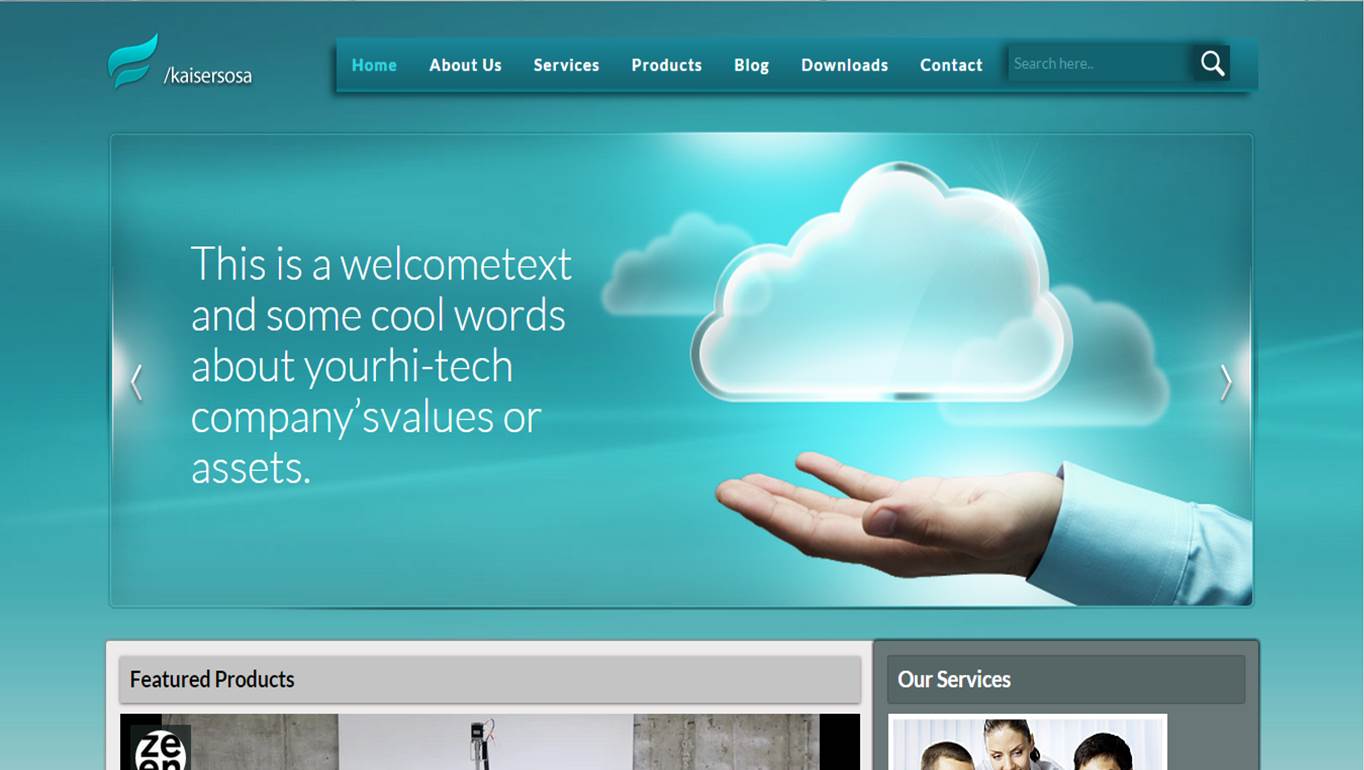 /kaisersosa
Home About Us Services Products Blog Downloads Contact Search here..
This is a welcometext
and some cool words
about yourhi-tech
company’svalues or
assets.
Featured Products
Our Services
ze